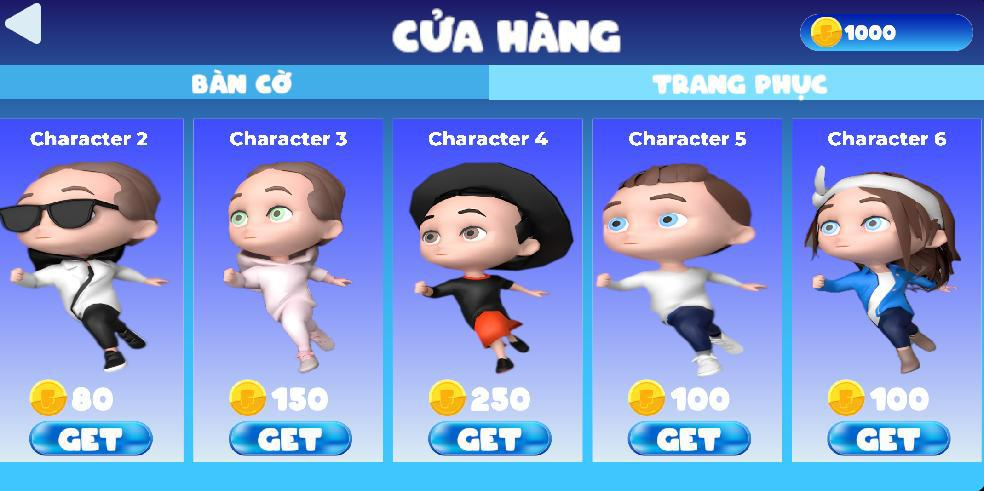 CỬA HÀNG
1000
BÀN CỜ
TRANG PHỤC
Character 2
Character 3
Character 4
Character 5
Character 6
80
150
250
100
100
GET
GET
GET
GET
GET